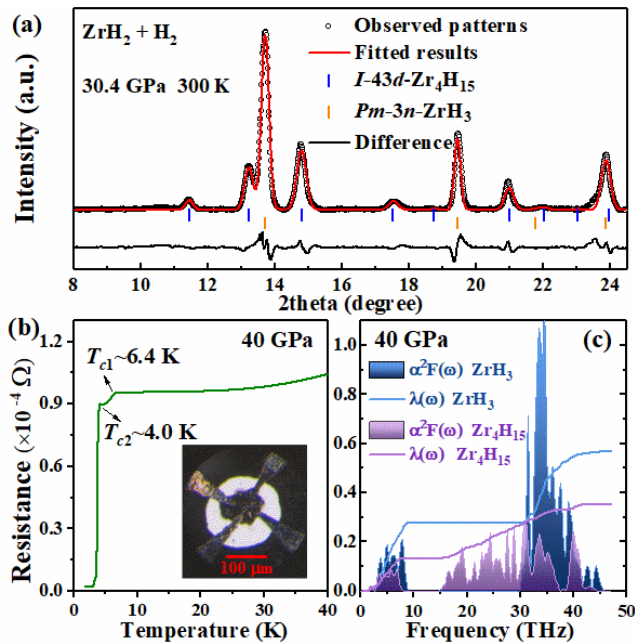 (a)
ZrH₂ + H₂
30.4 GPa 300 K
Observed patterns
Fitted results
I-43d-Zr₄H₁₅
Pm-3n-ZrH₃
Difference
Intensity (a.u.)
8 10 12 14 16 18 20 22 24
2theta (degree)
(b)
40 GPa
T_c1~6.4 K
T_c2~4.0 K
1.2
0.9
0.6
0.3
0.0
Resistance (×10⁻⁴ Ω)
100 μm
0 10 20 30 40
Temperature (K)
40 GPa
(c)
α²F(ω) ZrH₃
λ(ω) ZrH₃
α²F(ω) Zr₄H₁₅
λ(ω) Zr₄H₁₅
1.0
0.8
0.6
0.4
0.2
0.0
0 10 20 30 40 50
Frequency (THz)